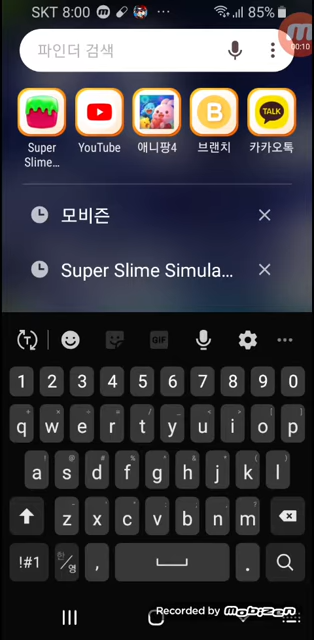 SKT 8:00 85%
00:10
파인더 검색
TALK
Super Slime... YouTube 애니팡4 브랜치 카카오톡
모비즌
Super Slime Simula...
GIF
1 2 3 4 5 6 7 8 9 0
q w e r t y u i o p
a s d f g h j k l
z x c v b n m
!#1 한/영 , .
Recorded by mobizen